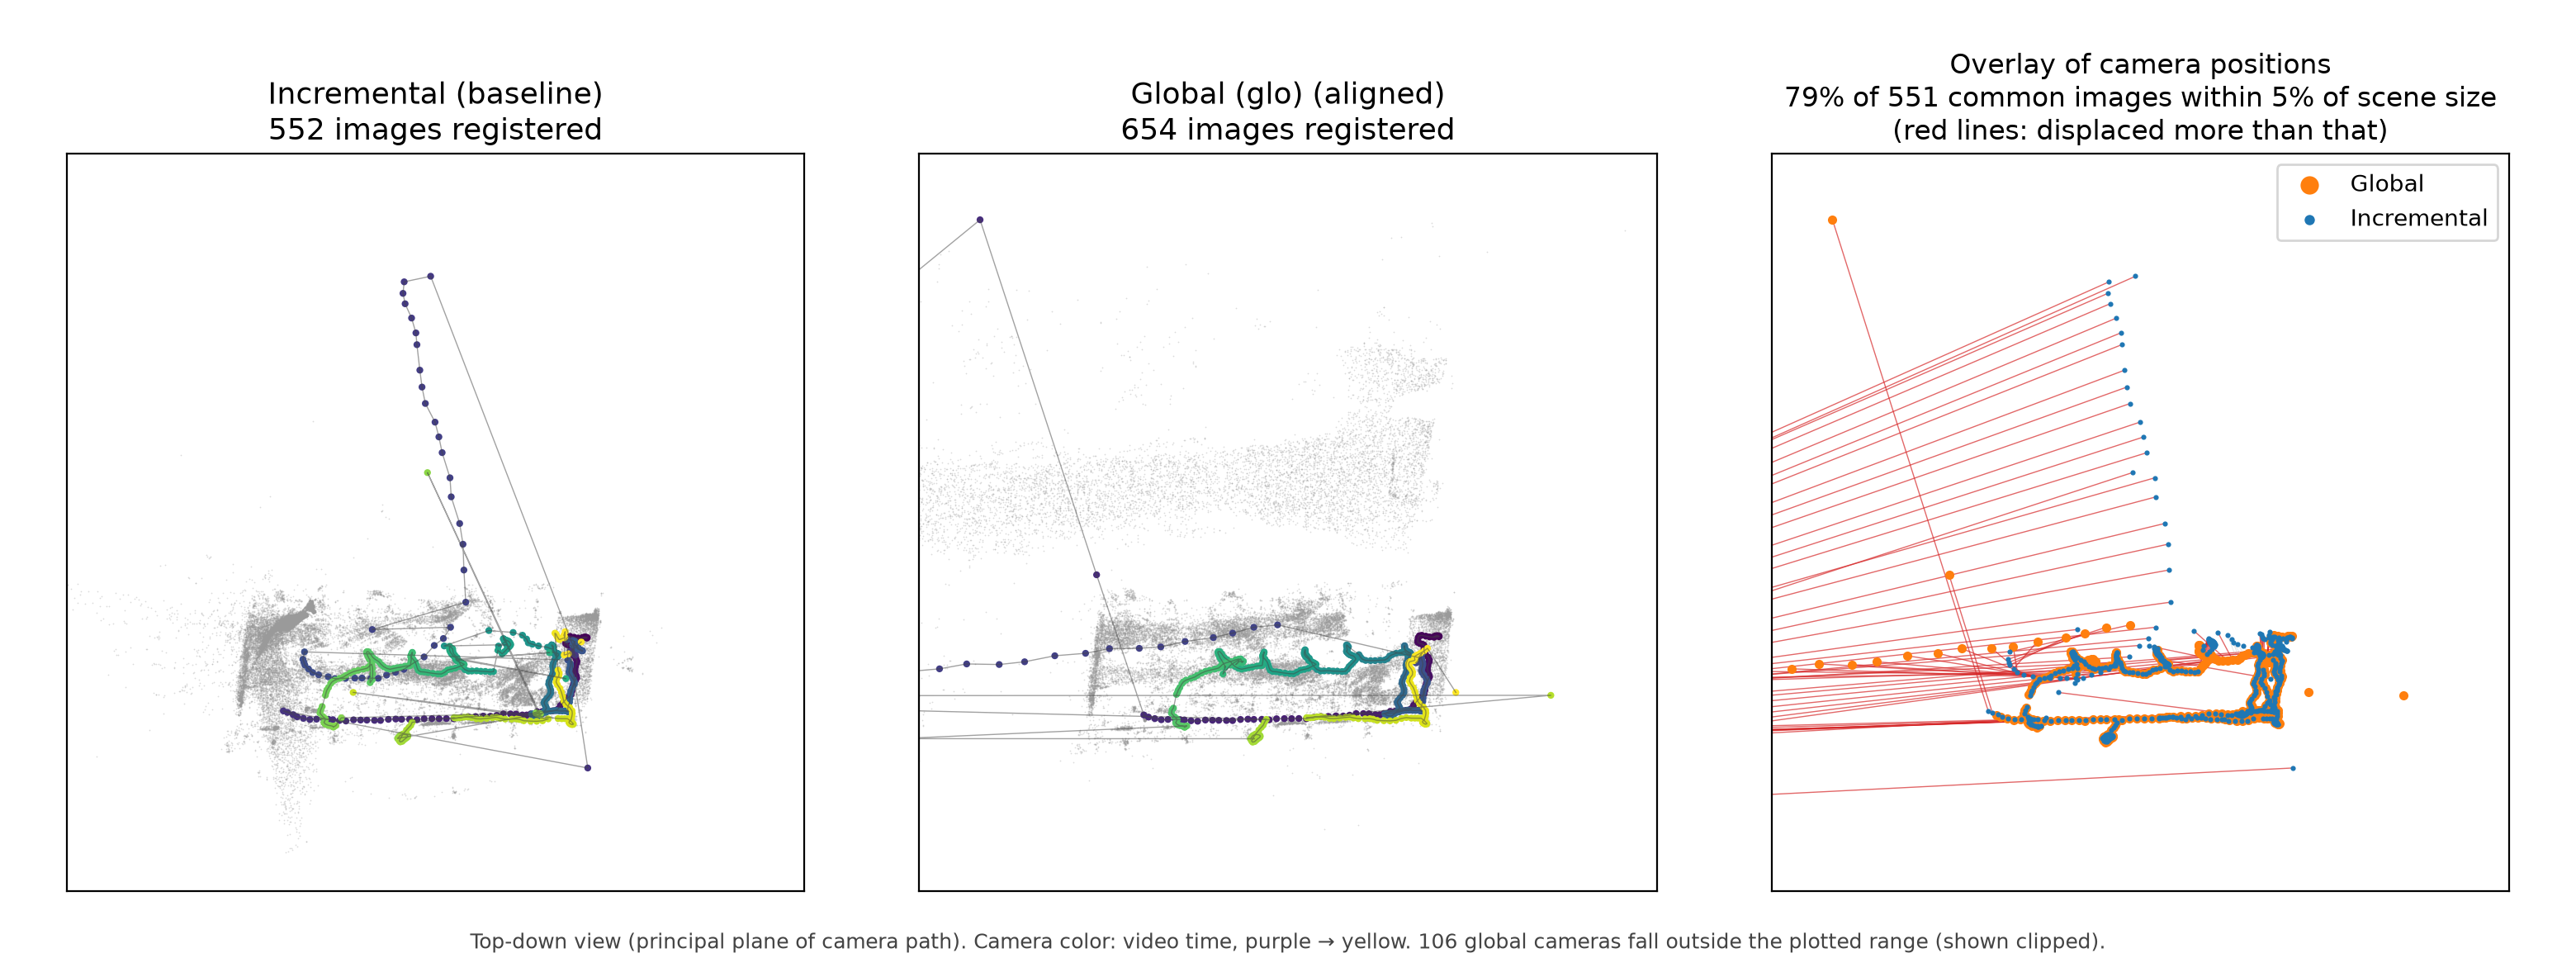 Incremental (baseline)
552 images registered
Global (glo) (aligned)
654 images registered
Overlay of camera positions
79% of 551 common images within 5% of scene size
(red lines: displaced more than that)
Global
Incremental
Top-down view (principal plane of camera path). Camera color: video time, purple → yellow. 106 global cameras fall outside the plotted range (shown clipped).